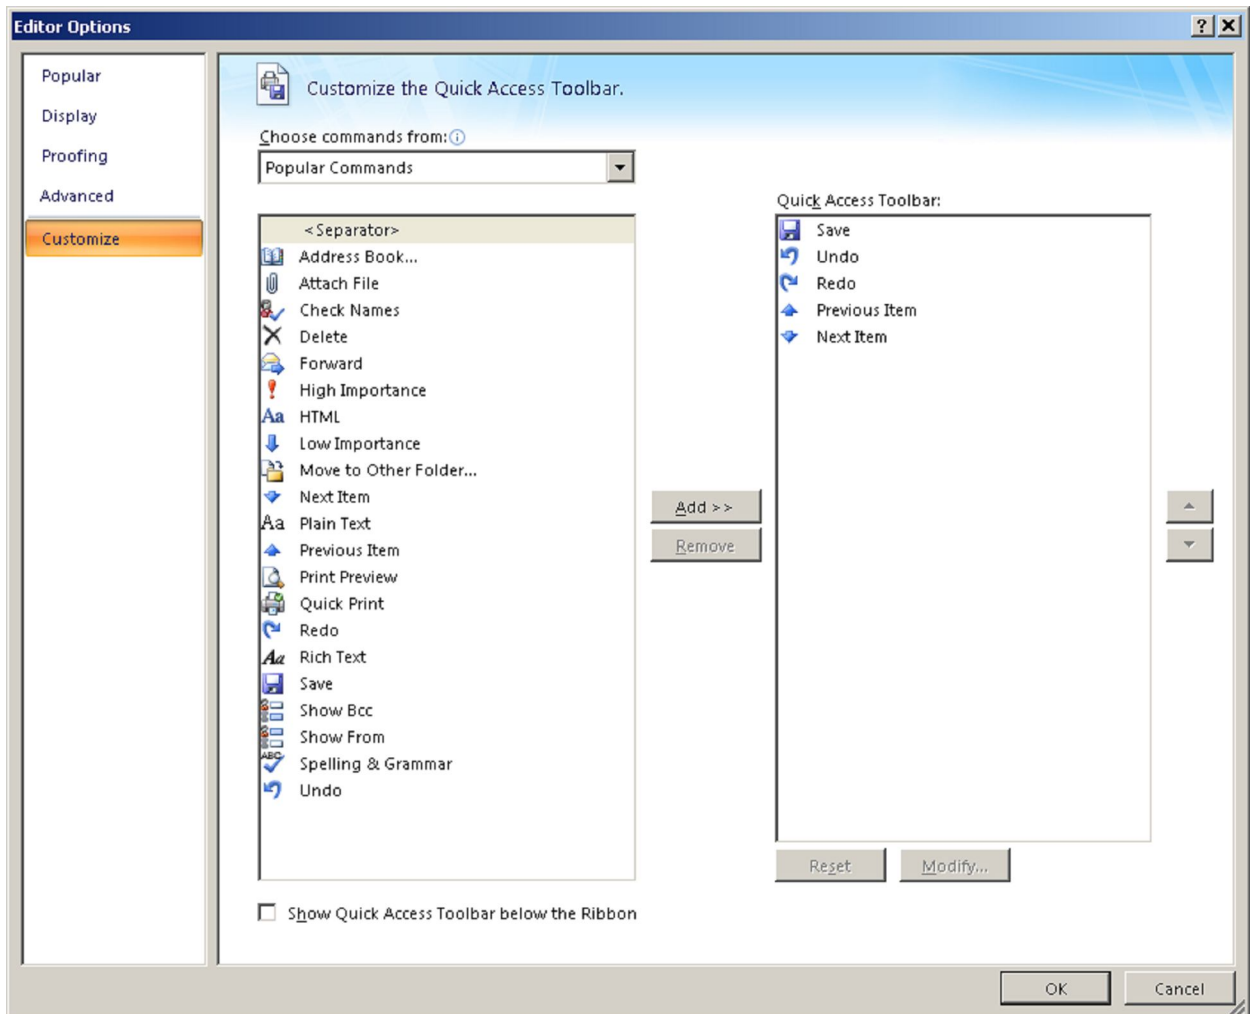 Editor Options
Popular
Display
Proofing
Advanced
Customize
Customize the Quick Access Toolbar.
Choose commands from:
Popular Commands
<Separator>
Address Book...
Attach File
Check Names
Delete
Forward
High Importance
HTML
Low Importance
Move to Other Folder...
Next Item
Plain Text
Previous Item
Print Preview
Quick Print
Redo
Rich Text
Save
Show Bcc
Show From
Spelling & Grammar
Undo
Add >>
Remove
Quick Access Toolbar:
Save
Undo
Redo
Previous Item
Next Item
Reset
Modify...
Show Quick Access Toolbar below the Ribbon
OK
Cancel